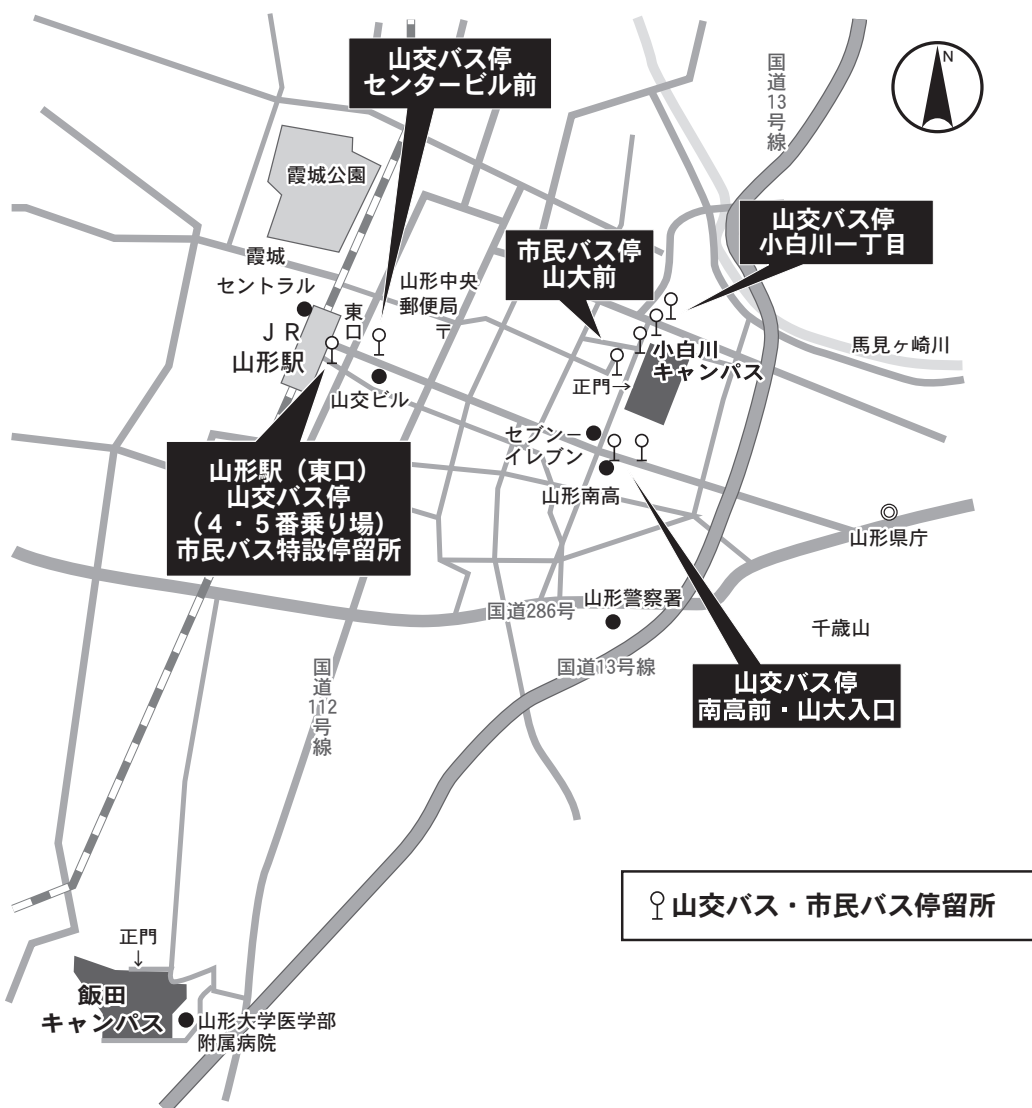 山交バス停
センタービル前
N
国道13号線
霞城公園
山交バス停
小白川一丁目
市民バス停
山大前
霞城
セントラル
山形中央
郵便局
〒
東口
ＪＲ
山形駅
馬見ヶ崎川
小白川
キャンパス
正門→
山交ビル
セブン－
イレブン
山形南高
山形駅（東口）
山交バス停
（４・５番乗り場）
市民バス特設停留所
山形県庁
山形警察署
国道286号
千歳山
国道13号線
国道112号線
山交バス停
南高前・山大入口
山交バス・市民バス停留所
正門
↓
飯田
キャンパス
山形大学医学部
附属病院